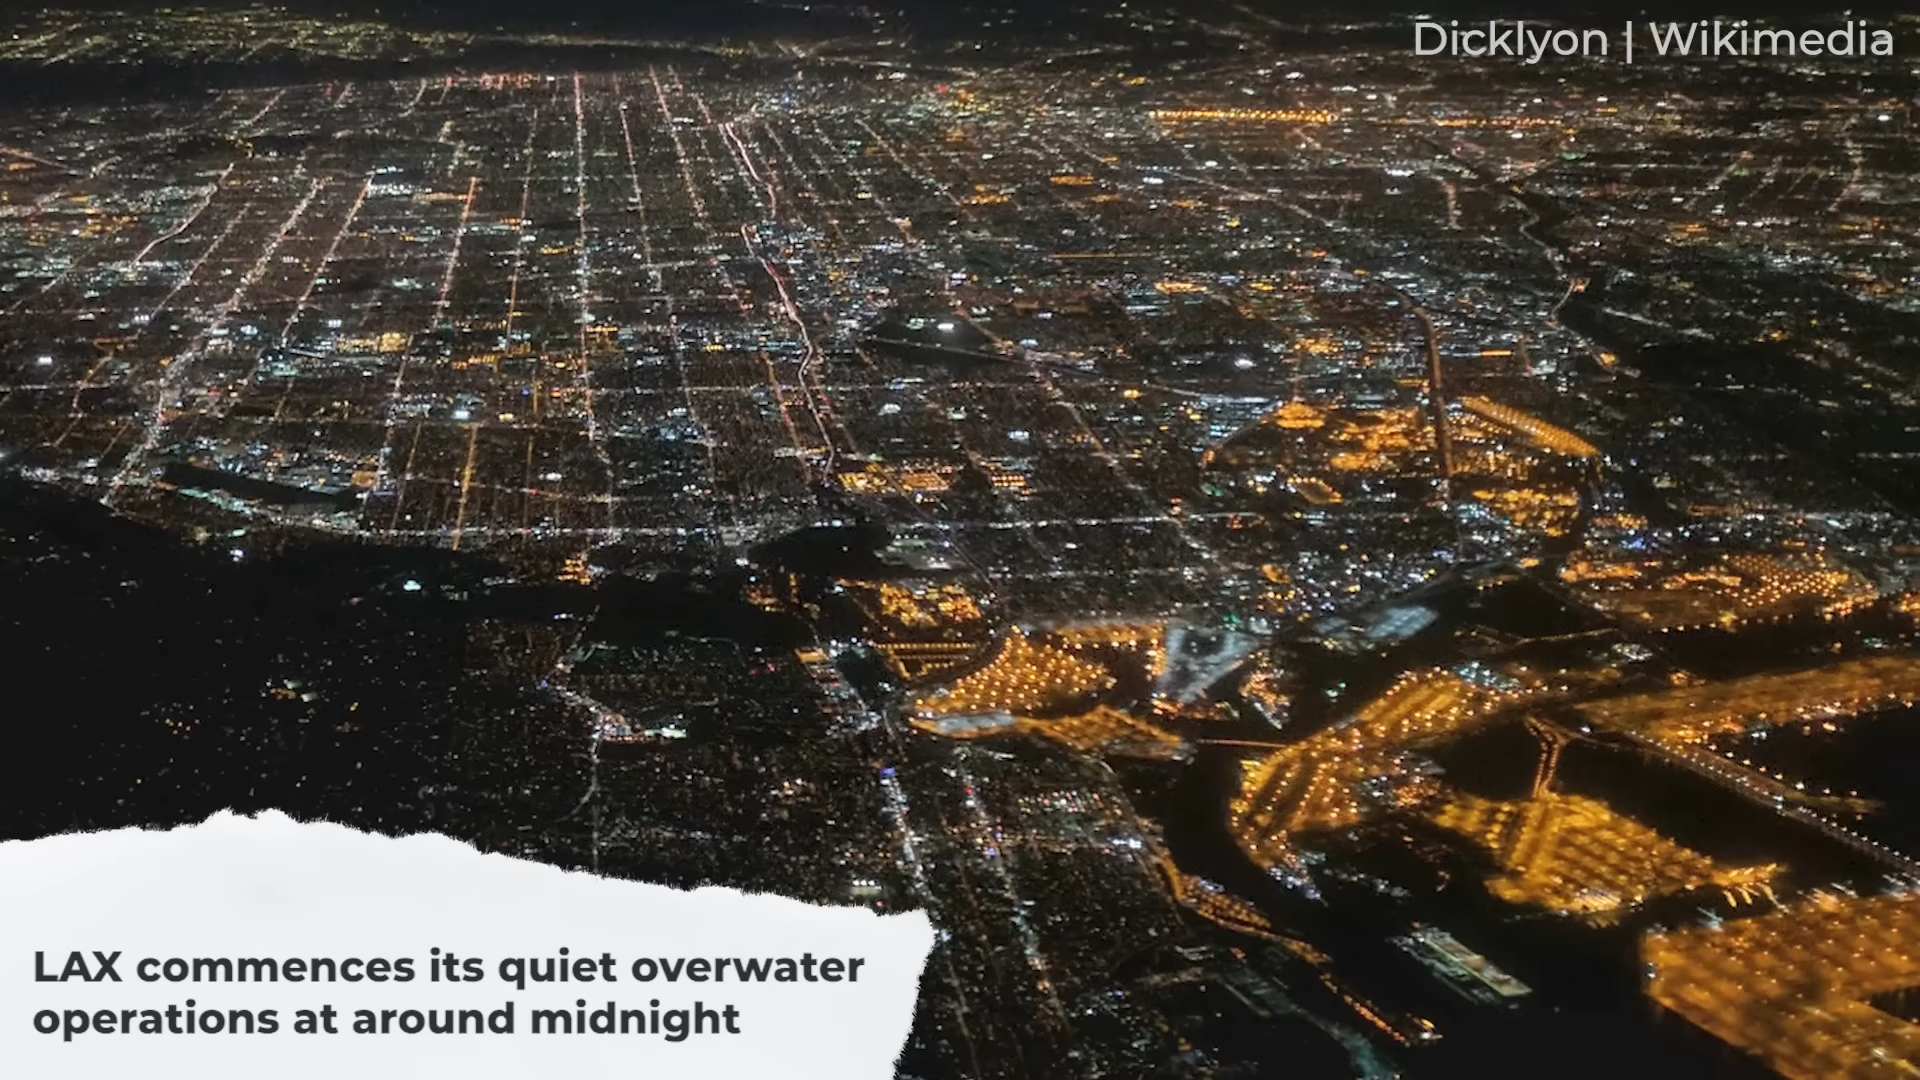 Dicklyon | Wikimedia
LAX commences its quiet overwater
operations at around midnight